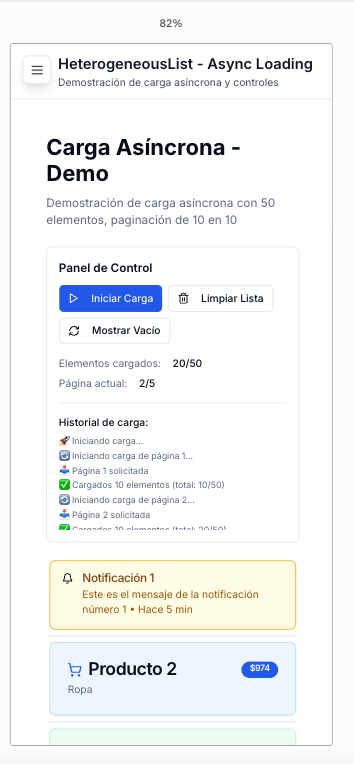 82%
HeterogeneousList - Async Loading
Demostración de carga asíncrona y controles
Carga Asíncrona -
Demo
Demostración de carga asíncrona con 50
elementos, paginación de 10 en 10
Panel de Control
Iniciar Carga
Limpiar Lista
Mostrar Vacío
Elementos cargados: 20/50
Página actual: 2/5
Historial de carga:
🚀 Iniciando carga...
🔄 Iniciando carga de página 1...
📥 Página 1 solicitada
✅ Cargados 10 elementos (total: 10/50)
🔄 Iniciando carga de página 2...
📥 Página 2 solicitada
✅ Cargados 10 elementos (total: 20/50)
Notificación 1
Este es el mensaje de la notificación
número 1 • Hace 5 min
Producto 2
$974
Ropa